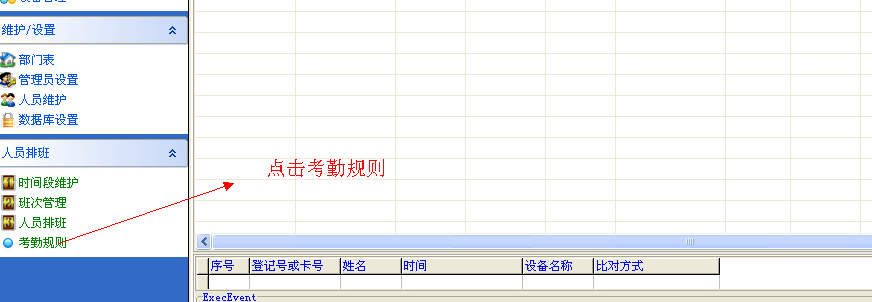 维护/设置
部门表
管理员设置
人员维护
数据库设置
人员排班
时间段维护
班次管理
人员排班
考勤规则
点击考勤规则
序号 登记号或卡号 姓名 时间 设备名称 比对方式
ExecEvent